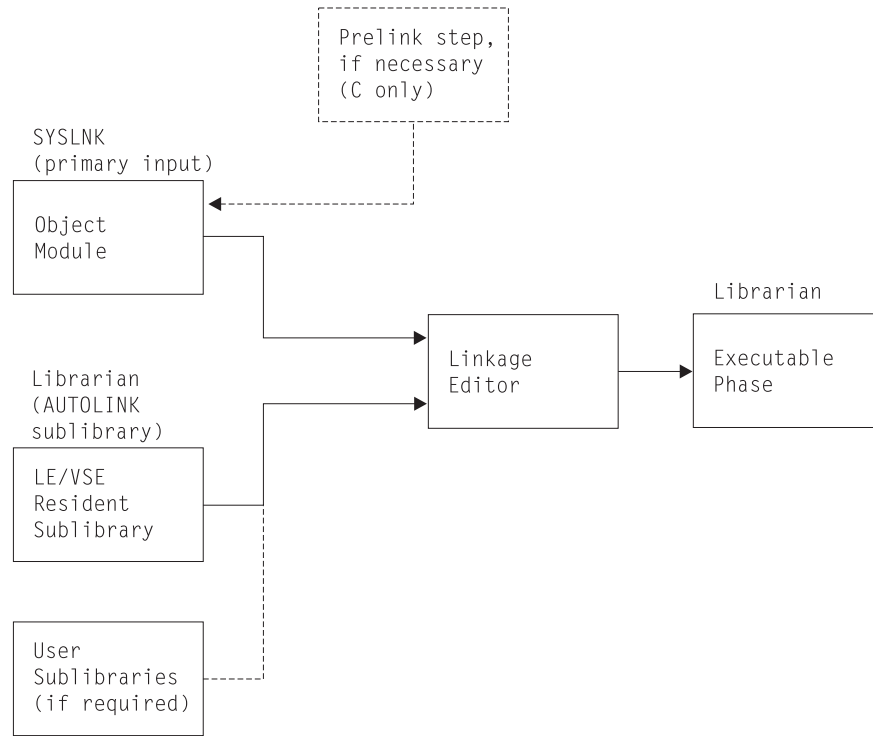 Prelink step,
if necessary
(C only)
SYSLNK
(primary input)
Object
Module
Librarian
(AUTOLINK
sublibrary)
LE/VSE
Resident
Sublibrary
User
Sublibraries
(if required)
Linkage
Editor
Librarian
Executable
Phase